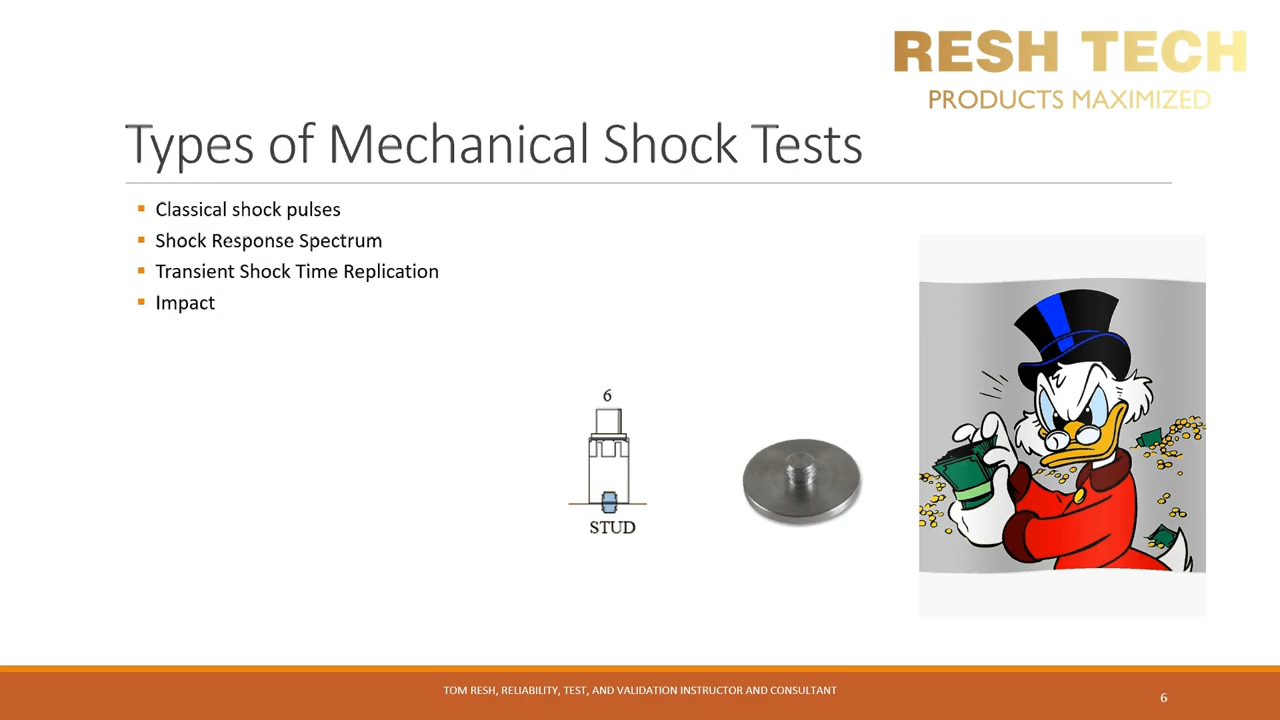 RESH TECH
PRODUCTS MAXIMIZED
Types of Mechanical Shock Tests
Classical shock pulses
Shock Response Spectrum
Transient Shock Time Replication
Impact
6
STUD
TOM RESH, RELIABILITY, TEST, AND VALIDATION INSTRUCTOR AND CONSULTANT
6